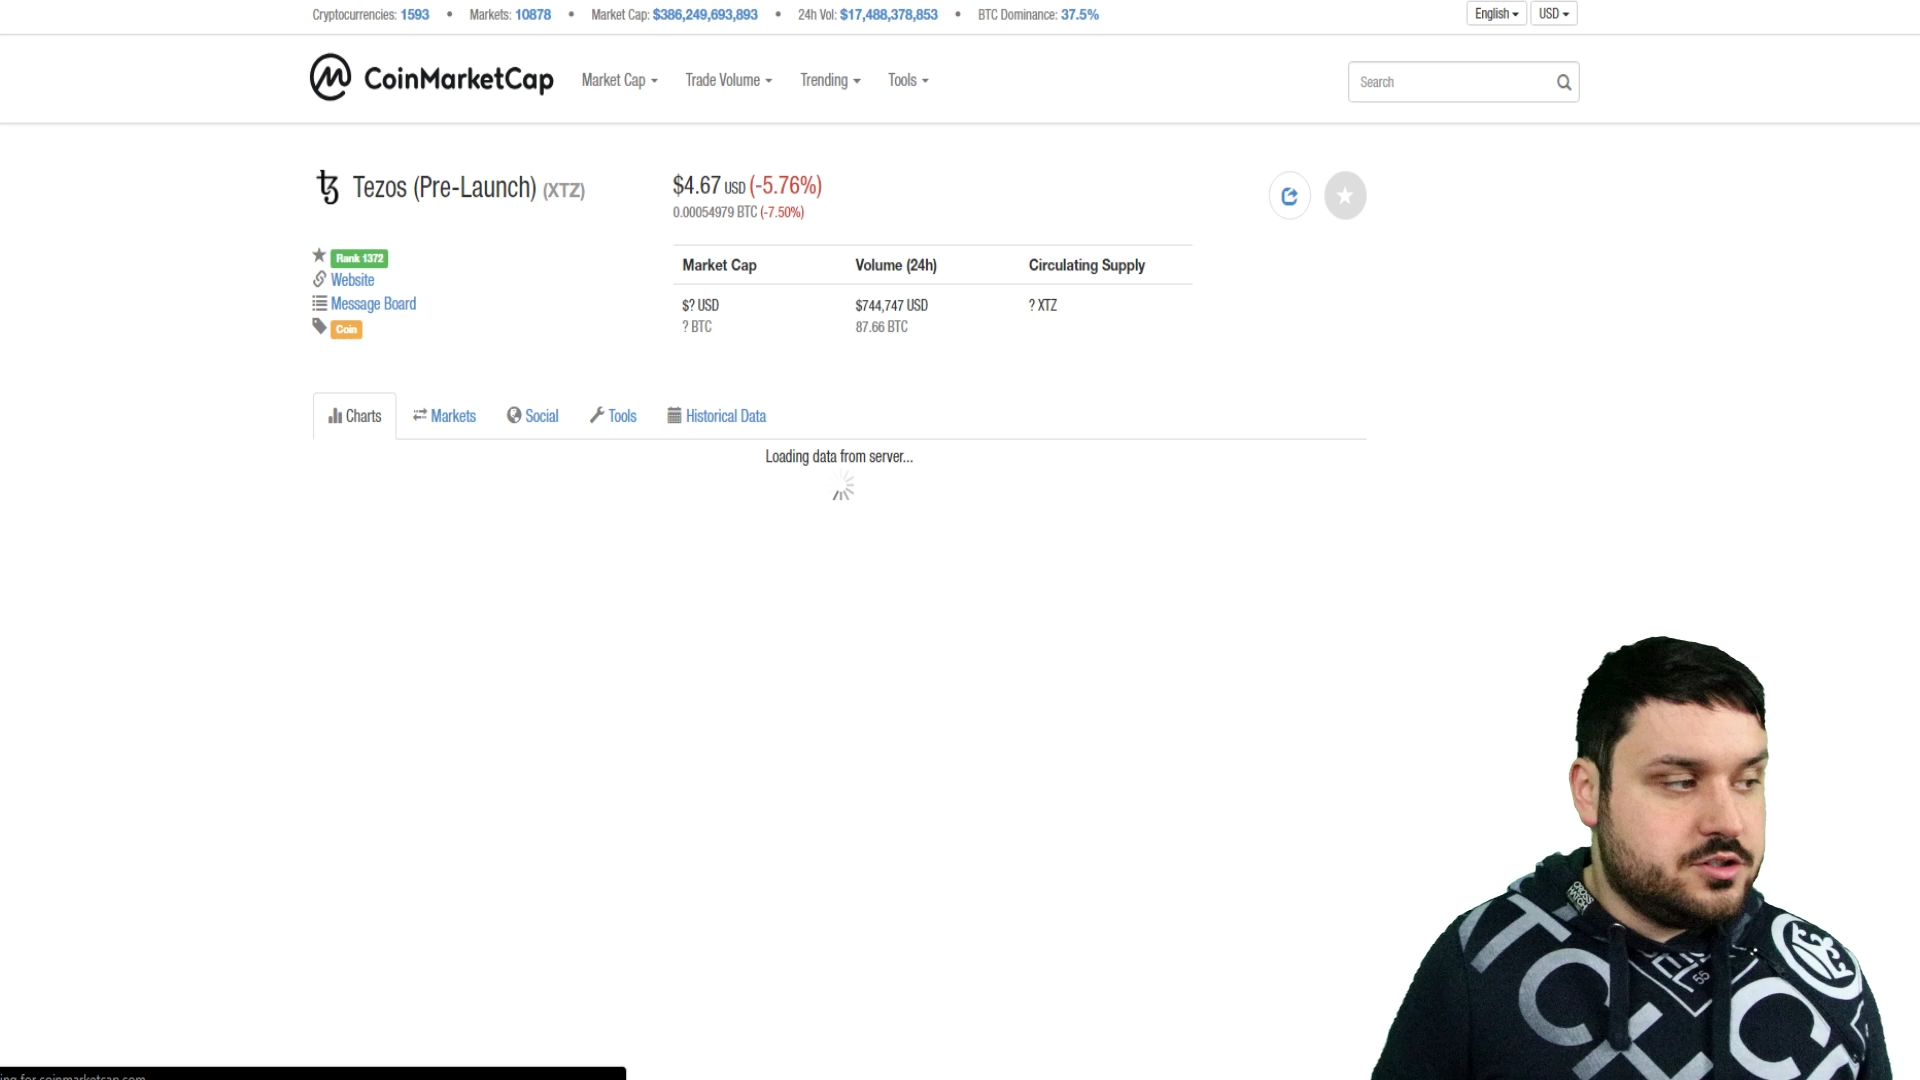 Cryptocurrencies: 1593 • Markets: 10878 • Market Cap: $386,249,693,893 • 24h Vol: $17,488,378,853 • BTC Dominance: 37.5% English USD
CoinMarketCap Market Cap Trade Volume Trending Tools Search
Tezos (Pre-Launch) (XTZ) $4.67 USD (-5.76%)
0.00054979 BTC (-7.50%)
Rank 1372
Website
Message Board
Coin
Market Cap Volume (24h) Circulating Supply
$? USD $744,747 USD ? XTZ
? BTC 87.66 BTC
Charts Markets Social Tools Historical Data
Loading data from server...
CROSS HATCH
55